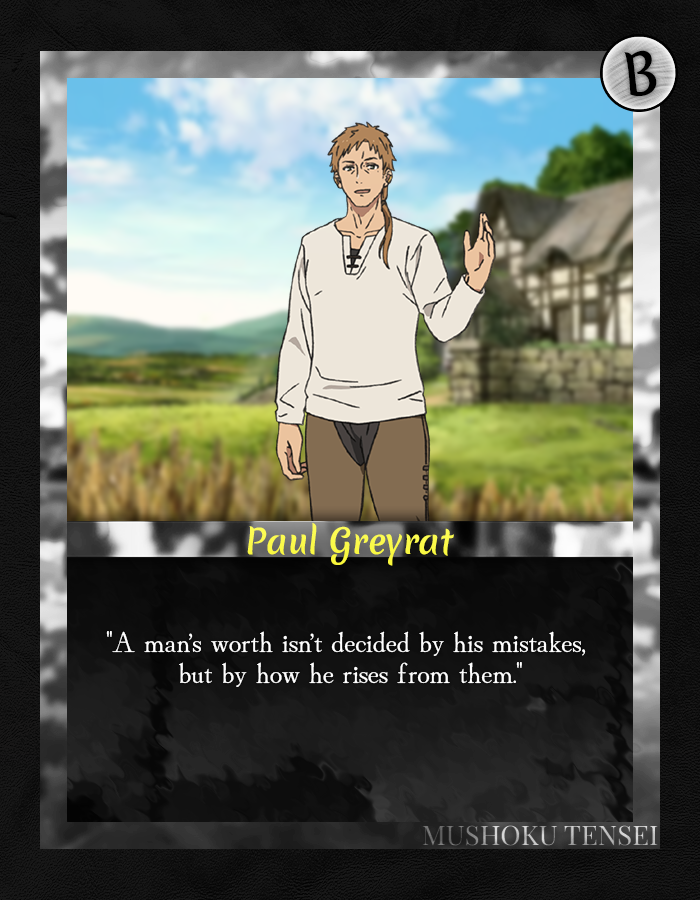 B
Paul Greyrat
"A man's worth isn't decided by his mistakes,
but by how he rises from them."
MUSHOKU TENSEI